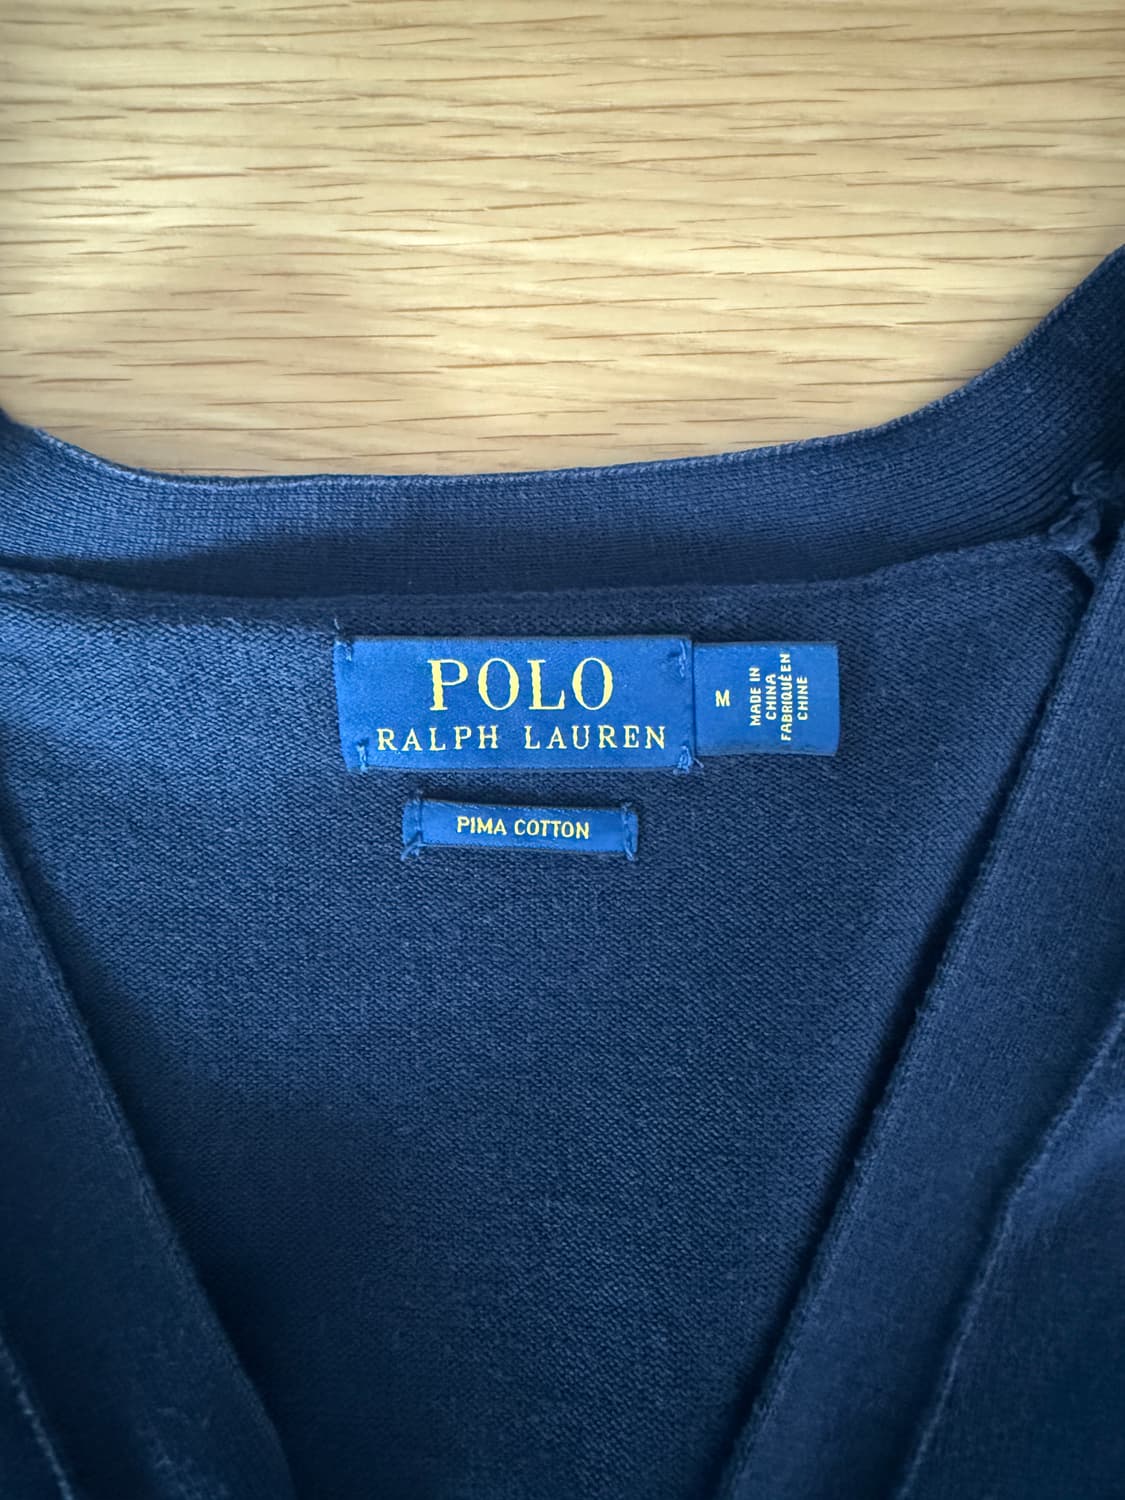 POLO
RALPH LAUREN
M
MADE IN
CHINA
FABRIQUÉ EN
CHINE
PIMA COTTON